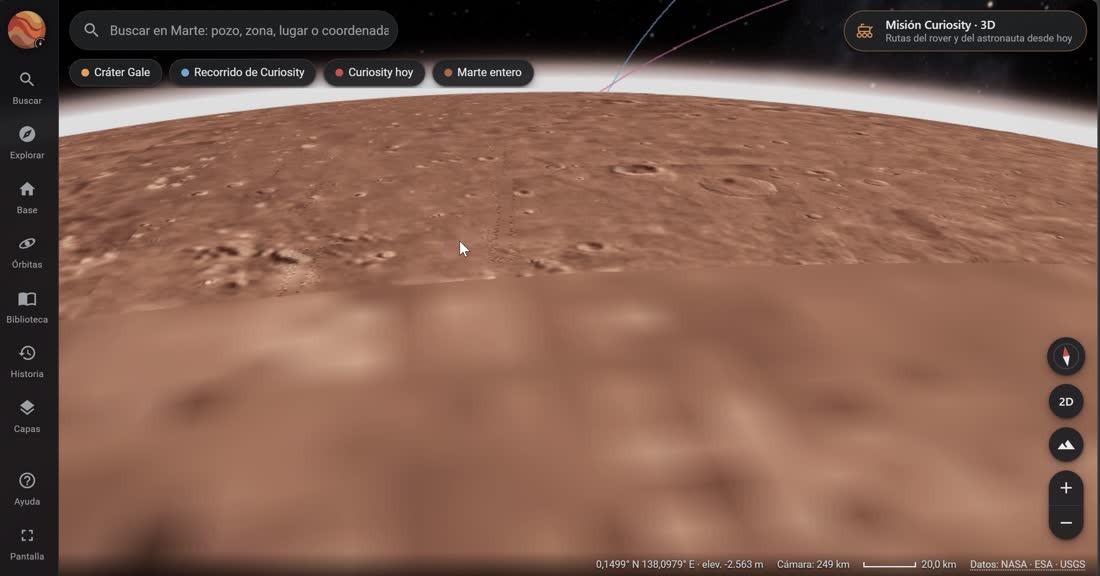 Buscar en Marte: pozo, zona, lugar o coordenada
Misión Curiosity · 3D
Rutas del rover y del astronauta desde hoy
Cráter Gale
Recorrido de Curiosity
Curiosity hoy
Marte entero
Buscar
Explorar
Base
Órbitas
Biblioteca
Historia
Capas
Ayuda
Pantalla
2D
+
−
0,1499° N 138,0979° E · elev. -2.563 m
Cámara: 249 km
20,0 km
Datos: NASA · ESA · USGS